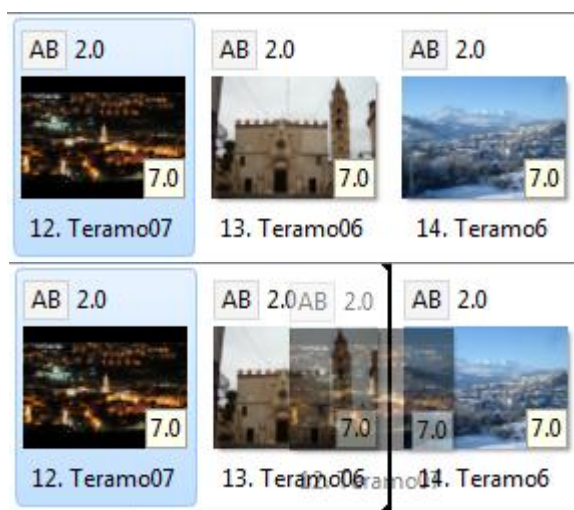 AB 2.0 AB 2.0 AB 2.0
7.0 7.0 7.0
12. Teramo07 13. Teramo06 14. Teramo6
AB 2.0 AB 2.0 AB 2.0 AB 2.0
7.0 7.0 7.0 7.0
12. Teramo07 13. Teramo06 12. Teramo07 14. Teramo6